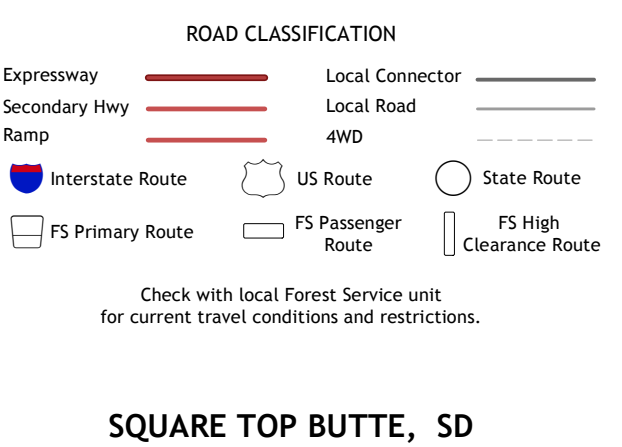 ROAD CLASSIFICATION
Expressway
Local Connector
Secondary Hwy
Local Road
Ramp
4WD
Interstate Route
US Route
State Route
FS Primary Route
FS Passenger
Route
FS High
Clearance Route
Check with local Forest Service unit
for current travel conditions and restrictions.
SQUARE TOP BUTTE, SD